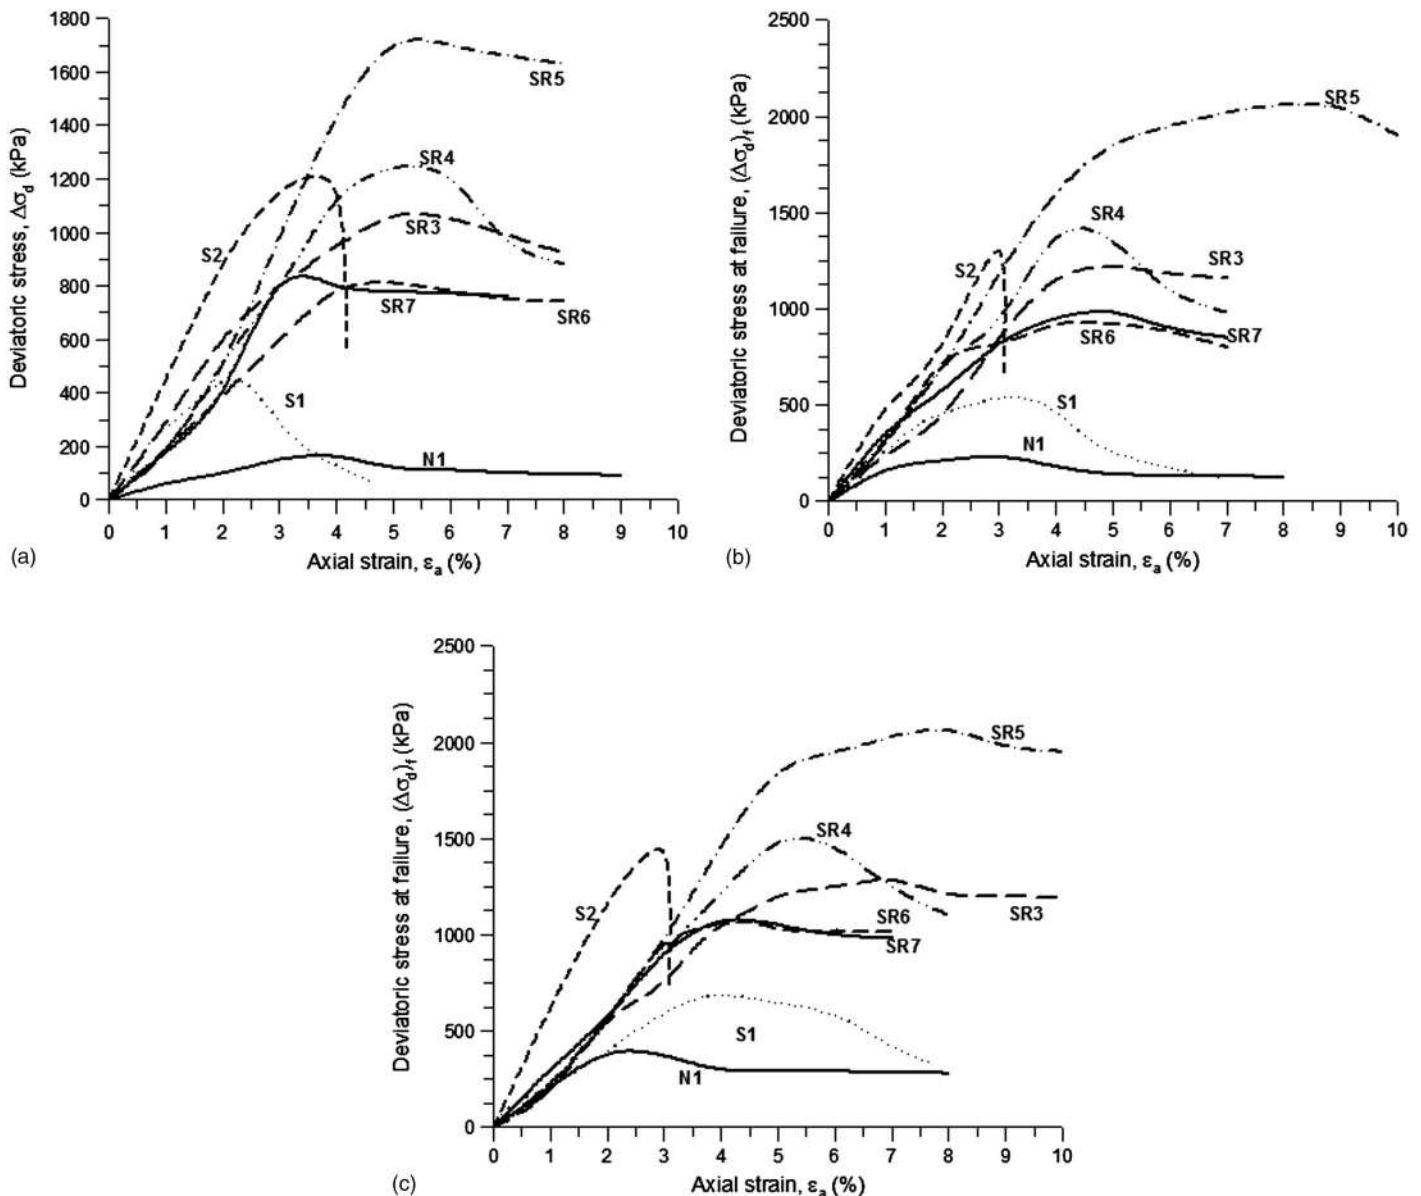 1800
1600
1400
1200
1000
800
600
400
200
0
Deviatoric stress, Δσd (kPa)
SR5
SR4
SR3
S2
SR7
SR6
S1
N1
0 1 2 3 4 5 6 7 8 9 10
Axial strain, εa (%)
(a)
2500
2000
1500
1000
500
0
Deviatoric stress at failure, (Δσd)f (kPa)
SR5
SR4
SR3
S2
SR7
SR6
S1
N1
0 1 2 3 4 5 6 7 8 9 10
Axial strain, εa (%)
(b)
2500
2000
1500
1000
500
0
Deviatoric stress at failure, (Δσd)f (kPa)
SR5
SR4
S2
SR6
SR3
SR7
S1
N1
0 1 2 3 4 5 6 7 8 9 10
Axial strain, εa (%)
(c)